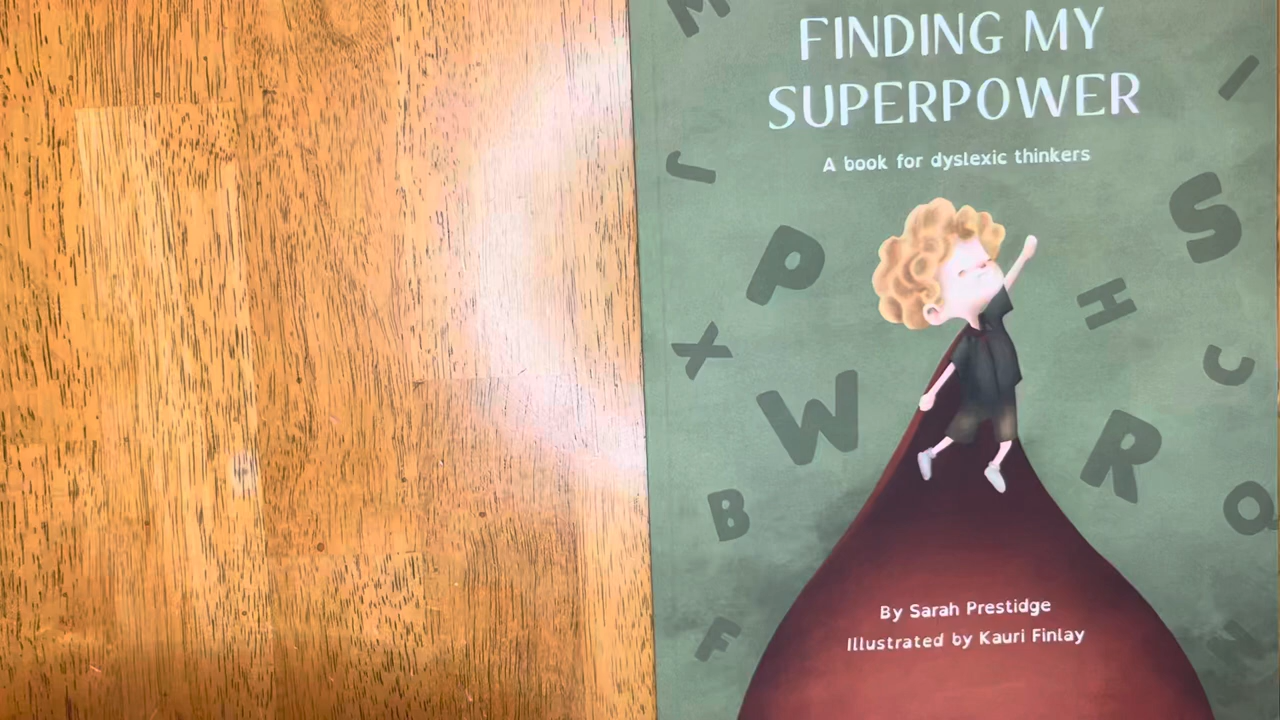 FINDING MY
SUPERPOWER
A book for dyslexic thinkers
M
I
J
S
P
H
X
C
W
R
B
O
F
N
By Sarah Prestidge
Illustrated by Kauri Finlay